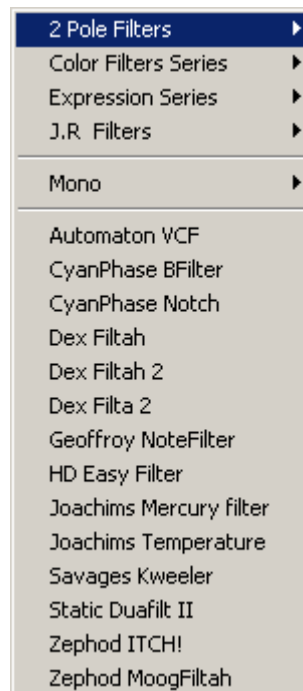 2 Pole Filters
Color Filters Series
Expression Series
J.R Filters
Mono
Automaton VCF
CyanPhase BFilter
CyanPhase Notch
Dex Filtah
Dex Filtah 2
Dex Filta 2
Geoffroy NoteFilter
HD Easy Filter
Joachims Mercury filter
Joachims Temperature
Savages Kweeler
Static Duafilt II
Zephod ITCH!
Zephod MoogFiltah